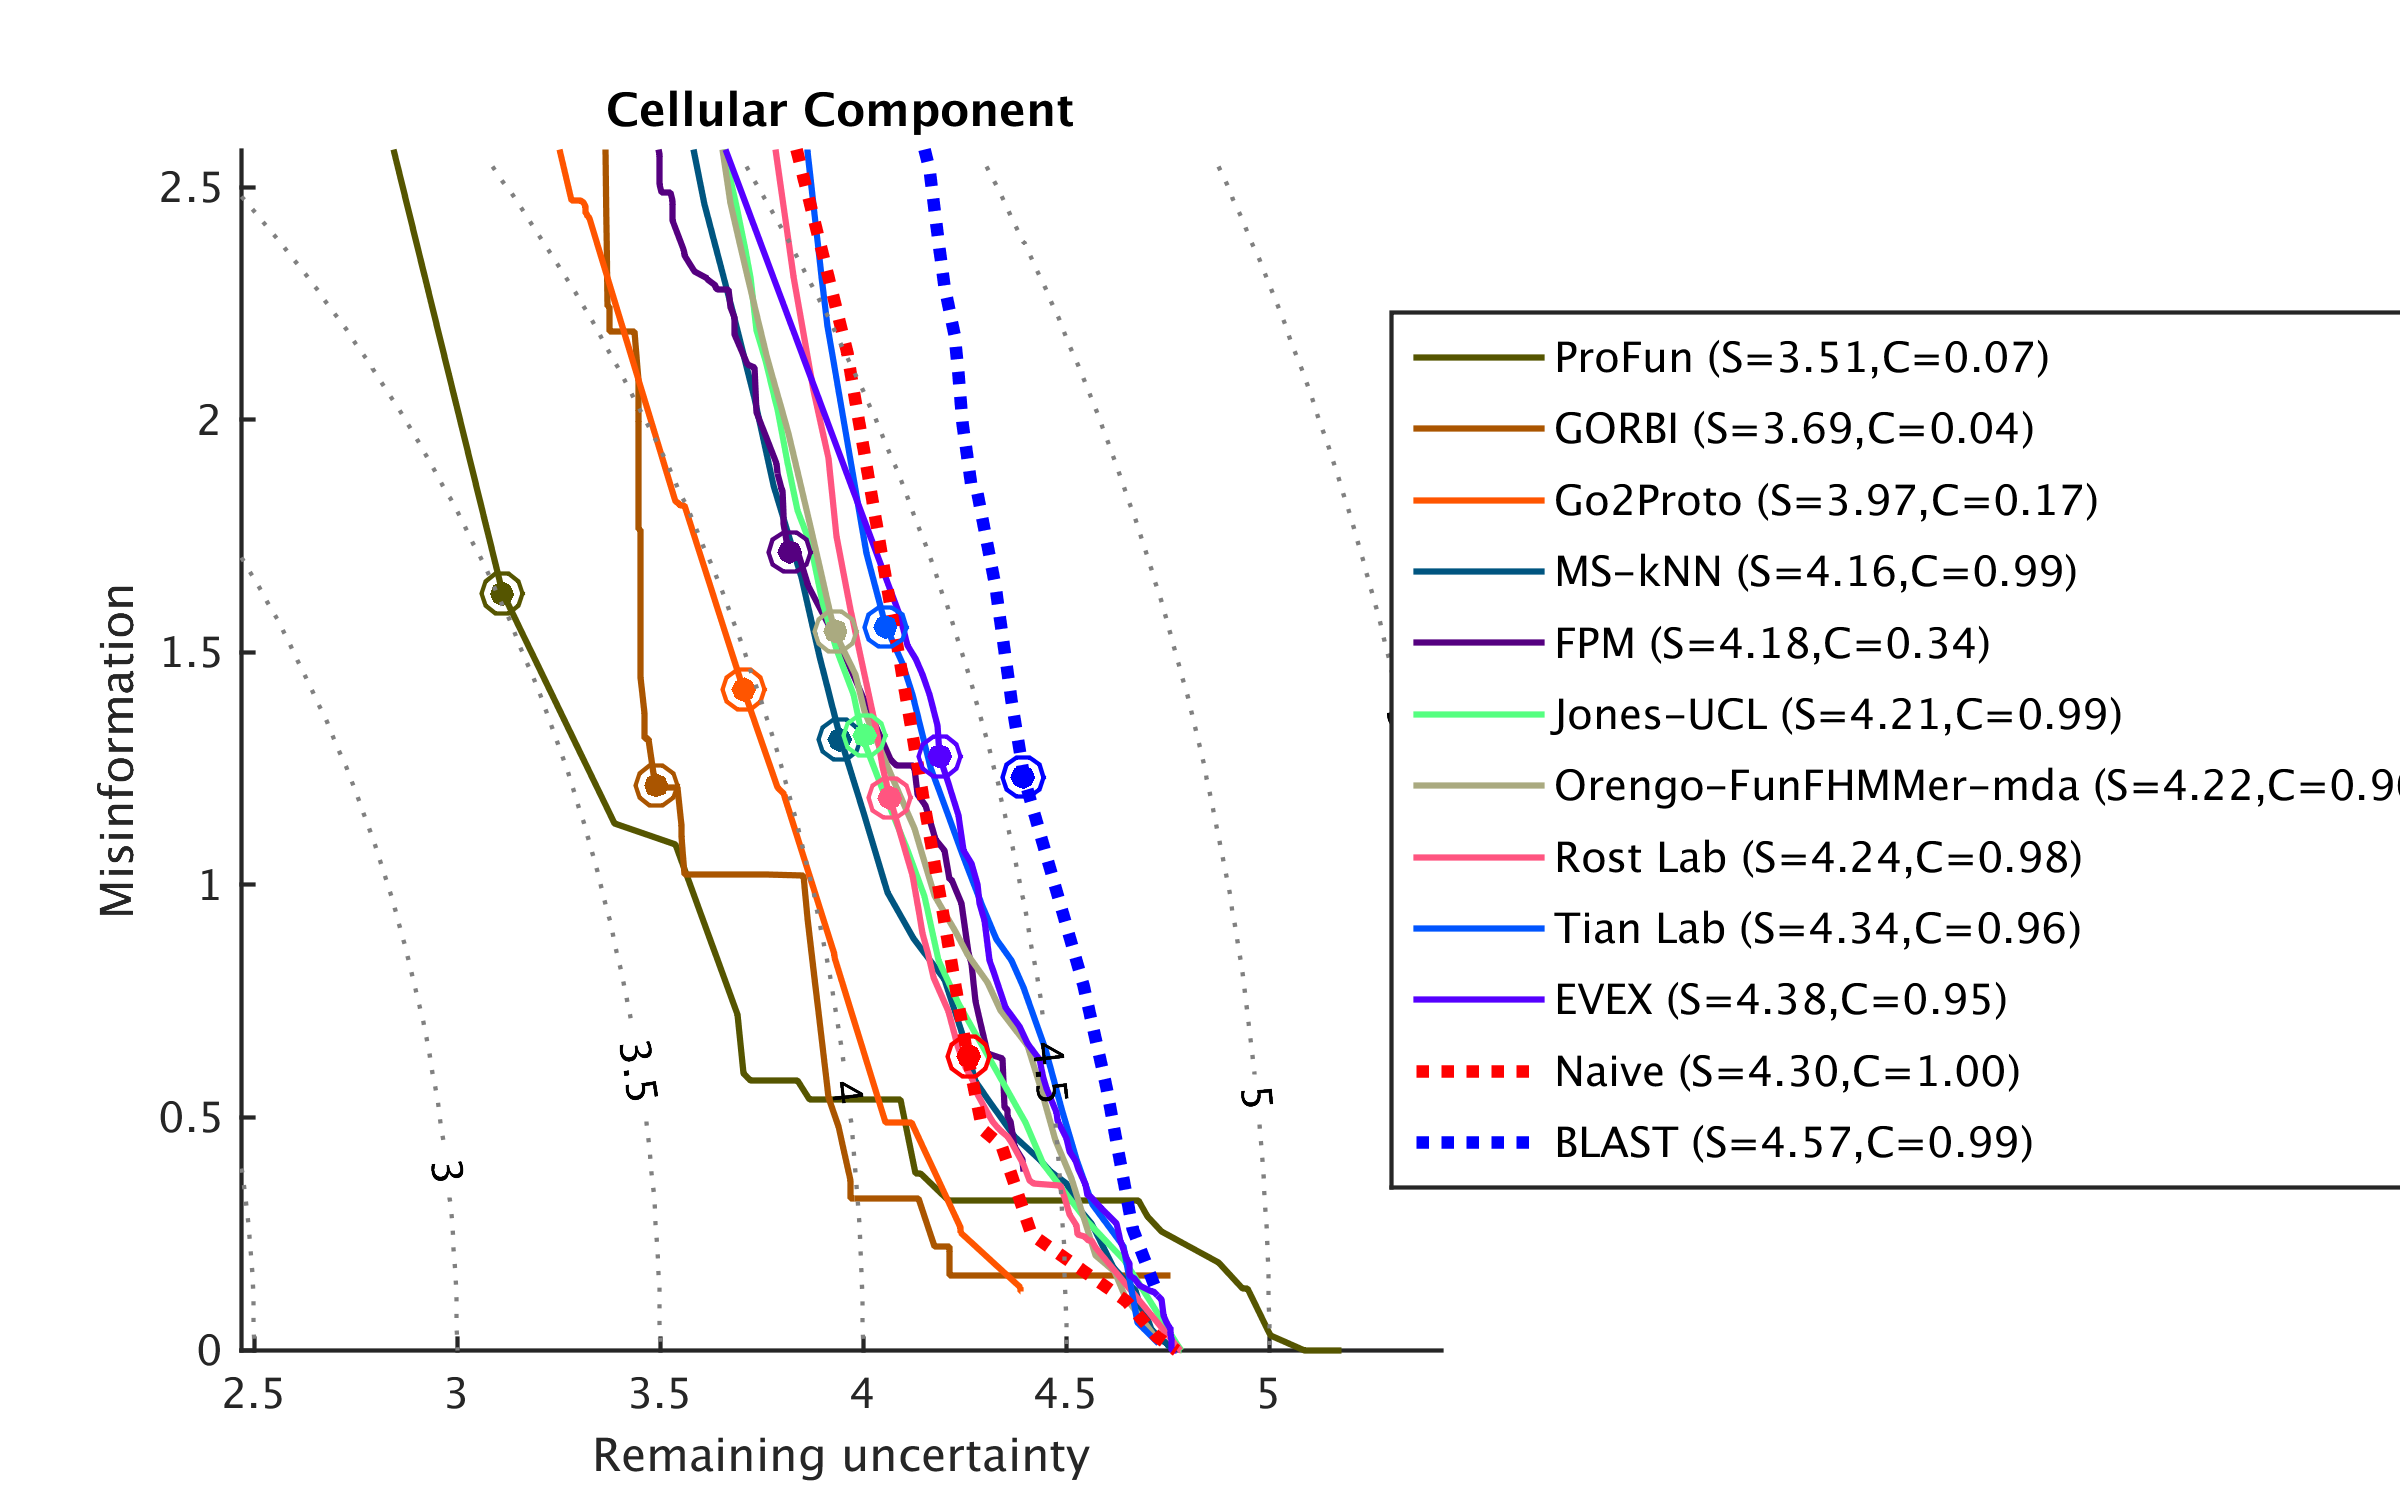 Cellular Component
Misinformation
2.5
2
1.5
1
0.5
0
2.5 3 3.5 4 4.5 5
Remaining uncertainty
3
3.5
4
4.5
5
ProFun (S=3.51,C=0.07)
GORBI (S=3.69,C=0.04)
Go2Proto (S=3.97,C=0.17)
MS-kNN (S=4.16,C=0.99)
FPM (S=4.18,C=0.34)
Jones-UCL (S=4.21,C=0.99)
Orengo-FunFHMMer-mda (S=4.22,C=0.9
Rost Lab (S=4.24,C=0.98)
Tian Lab (S=4.34,C=0.96)
EVEX (S=4.38,C=0.95)
Naive (S=4.30,C=1.00)
BLAST (S=4.57,C=0.99)